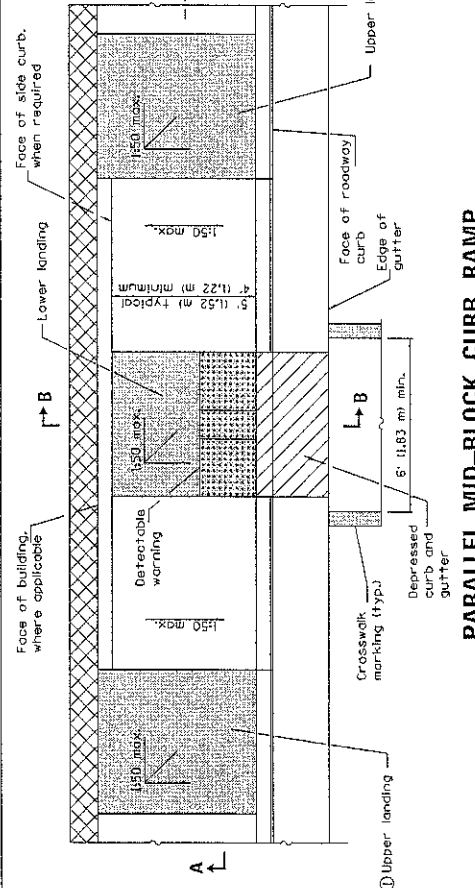 Face of building,
where applicable
Lower landing
Face of side curb,
when required
B
1:50 max.
1:50 max.
1:50 max.
Detectable
warning
1:50 max.
5' (1.52 m) typical
4' (1.22 m) minimum
1:50 max.
A
① Upper landing
Crosswalk
marking (typ.)
Depressed
curb and
gutter
6' (1.83 m) min.
B
Face of roadway
curb
Edge of
gutter
Upper
PARALLEL MID-BLOCK CURB RAMP